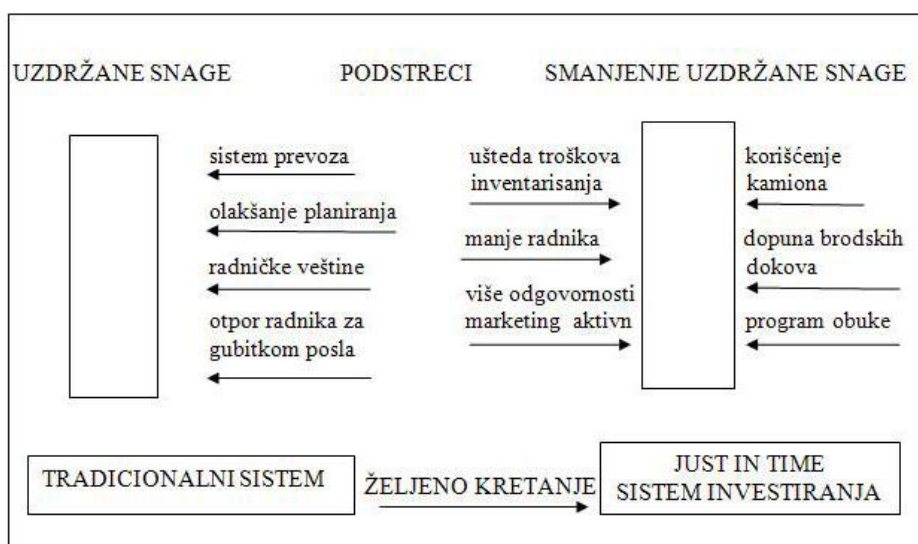 UZDRŽANE SNAGE
PODSTRECI
SMANJENJE UZDRŽANE SNAGE
sistem prevoza
olakšanje planiranja
radničke veštine
otpor radnika za
gubitkom posla
ušteda troškova
inventarisanja
manje radnika
više odgovornosti
marketing aktivn
korišćenje
kamiona
dopuna brodskih
dokova
program obuke
TRADICIONALNI SISTEM
ŽELJENO KRETANJE
JUST IN TIME
SISTEM INVESTIRANJA